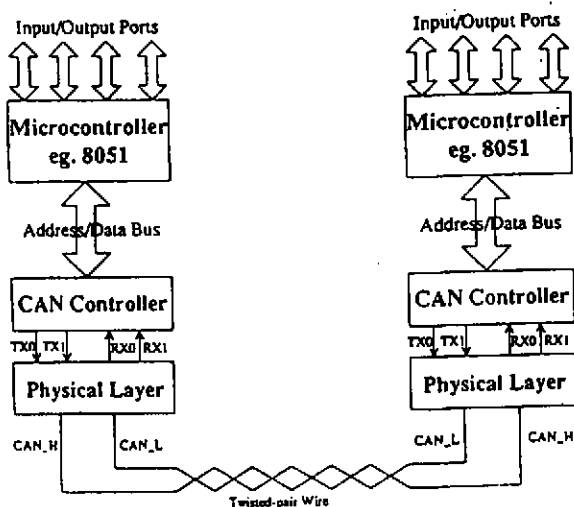 Input/Output Ports
Microcontroller
eg. 8051
Address/Data Bus
CAN Controller
TX0 TX1 RX0 RX1
Physical Layer
CAN_H CAN_L
Input/Output Ports
Microcontroller
eg. 8051
Address/Data Bus
CAN Controller
TX0 TX1 RX0 RX1
Physical Layer
CAN_L CAN_H
Twisted-pair Wire